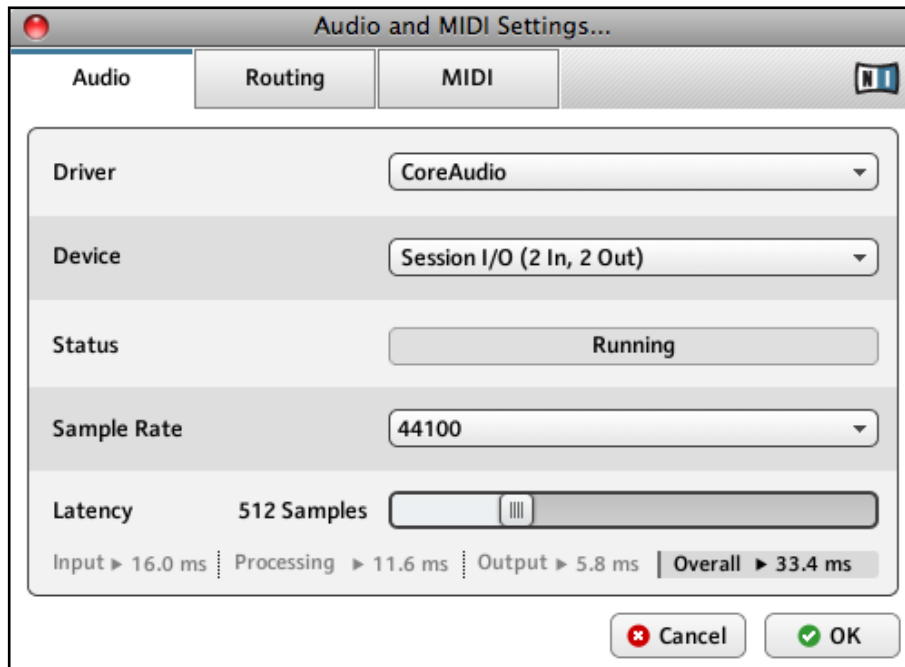 Audio and MIDI Settings...
Audio Routing MIDI NI
Driver CoreAudio
Device Session I/O (2 In, 2 Out)
Status Running
Sample Rate 44100
Latency 512 Samples
Input ▸ 16.0 ms Processing ▸ 11.6 ms Output ▸ 5.8 ms Overall ▸ 33.4 ms
Cancel OK